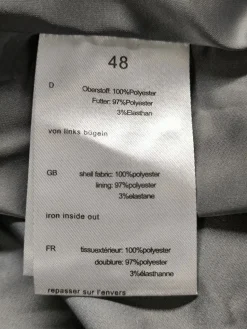 48
D Oberstoff: 100%Polyester
Futter: 97%Polyester
3%Elasthan
von links bügeln
GB shell fabric: 100%polyester
lining: 97%polyester
3%elastane
iron inside out
FR tissuextérieur: 100%polyester
doublure: 97%polyester
3%élasthanne
repasser sur l'envers